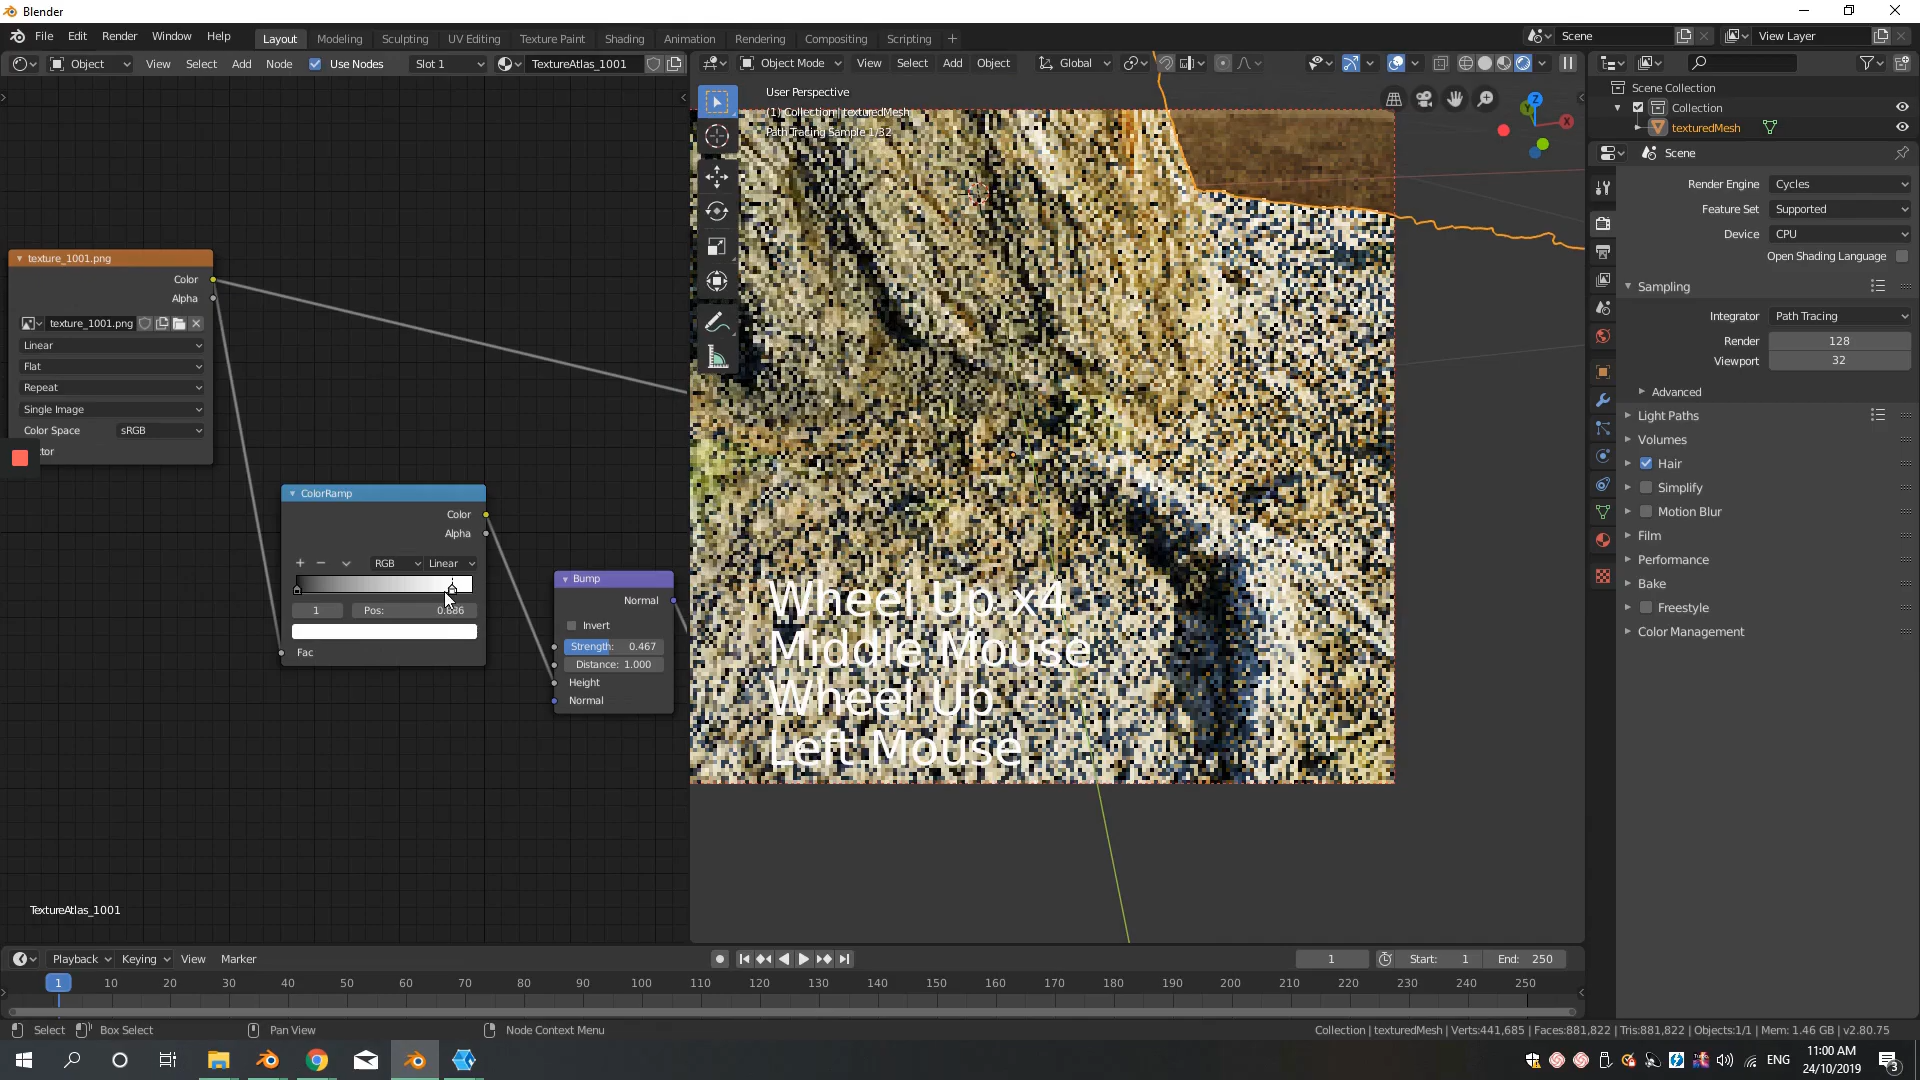 Blender
File Edit Render Window Help
Layout Modeling Sculpting UV Editing Texture Paint Shading Animation Rendering Compositing Scripting
Scene View Layer
Object View Select Add Node Use Nodes Slot 1 TextureAtlas_1001
Object Mode View Select Add Object Global
User Perspective
(1) Collection | texturedMesh
Path Tracing Sample 1/32
Scene Collection
Collection
texturedMesh
Scene
Render Engine Cycles
Feature Set Supported
Device CPU
Open Shading Language
Sampling
Integrator Path Tracing
Render 128
Viewport 32
Advanced
Light Paths
Volumes
Hair
Simplify
Motion Blur
Film
Performance
Bake
Freestyle
Color Management
texture_1001.png
Color
Alpha
texture_1001.png
Linear
Flat
Repeat
Single Image
Color Space sRGB
ColorRamp
Color
Alpha
RGB Linear
1 Pos:
Fac
Bump
Normal
Invert
Strength: 0.467
Distance: 1.000
Height
Normal
Wheel Up x4
Middle Mouse
Wheel Up
Left Mouse
TextureAtlas_1001
Playback Keying View Marker 1 Start: 1 End: 250
1 10 20 30 40 50 60 70 80 90 100 110 120 130 140 150 160 170 180 190 200 210 220 230 240 250
Select Box Select Pan View Node Context Menu Collection | texturedMesh | Verts:441,685 | Faces:881,822 | Tris:881,822 | Objects:1/1 | Mem: 1.46 GB | v2.80.75
ENG
11:00 AM
24/10/2019
3